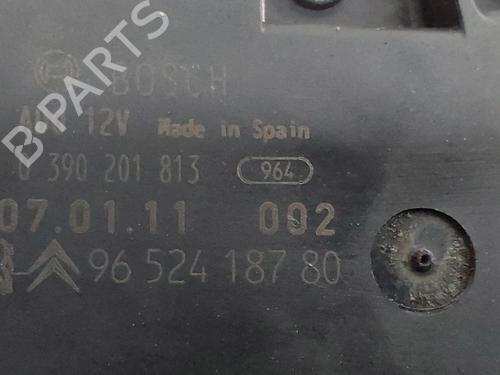 B-PARTS
BOSCH
12V Made in Spain
0 390 201 813 964
07.01.11 002
96 524 187 80